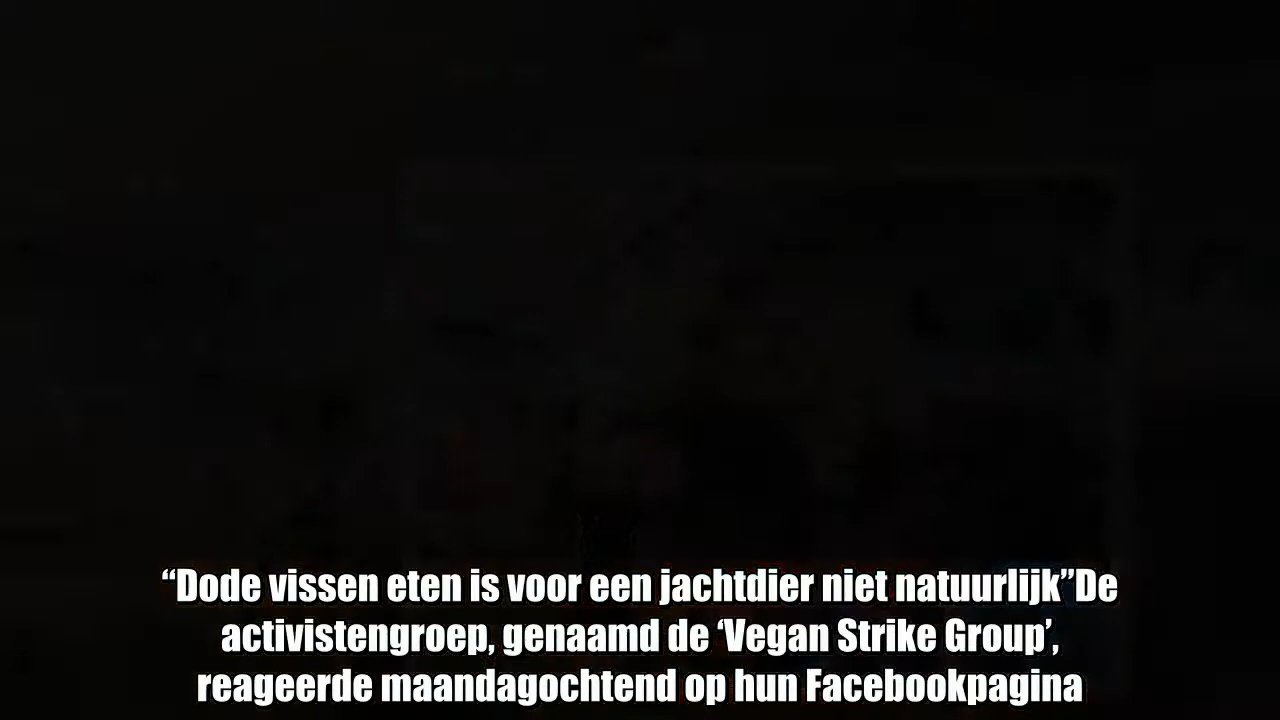 “Dode vissen eten is voor een jachtdier niet natuurlijk”De
activistengroep, genaamd de ‘Vegan Strike Group’,
reageerde maandagochtend op hun Facebookpagina